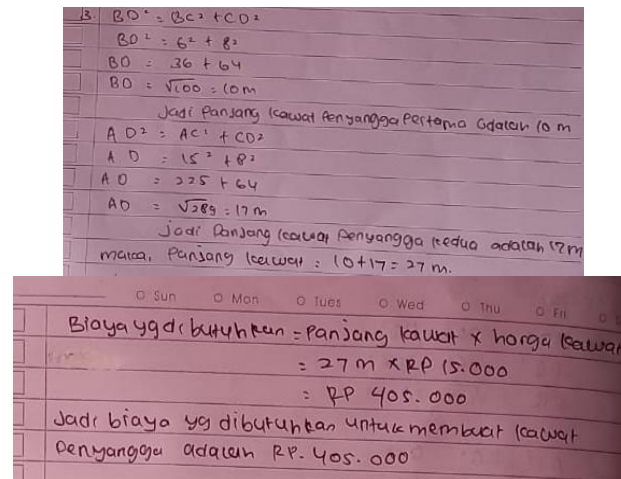 3. BD² = BC² + CD²
BD² = 6² + 8²
BD = 36 + 64
BD = √100 = 10 m
Jadi Panjang kawat Penyangga Pertama adalah 10 m
AD² = AC² + CD²
AD = 15² + 8²
AD = 225 + 64
AD = √289 = 17 m
Jadi Panjang kawat Penyangga kedua adalah 17 m
maka, Panjang kawat = 10 + 17 = 27 m.
O Sun O Mon O Tues O Wed O Thu O Fri O
Biaya yg dibutuhkan = Panjang kawat x harga kawa
= 27 m x RP 15.000
= RP 405.000
Jadi biaya yg dibutuhkan untuk membuat kawat
Penyangga adalah RP. 405.000